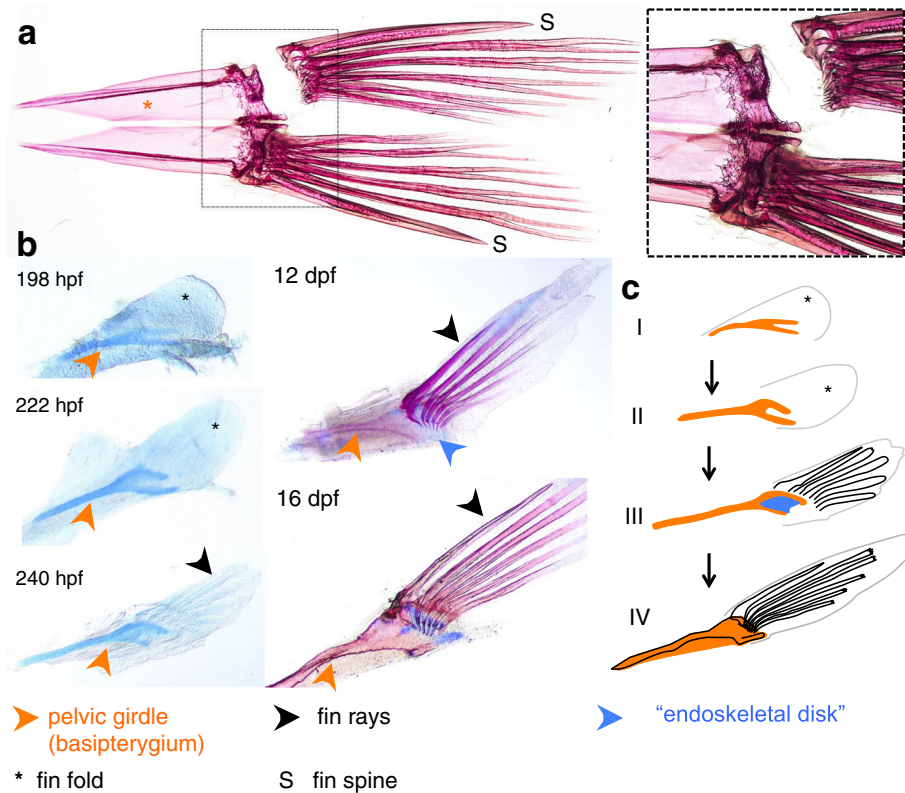 a
S
S
b
198 hpf
*
222 hpf
*
240 hpf
12 dpf
16 dpf
c
I
*
II
*
III
IV
pelvic girdle
(basipterygium)
fin rays
"endoskeletal disk"
* fin fold
S fin spine